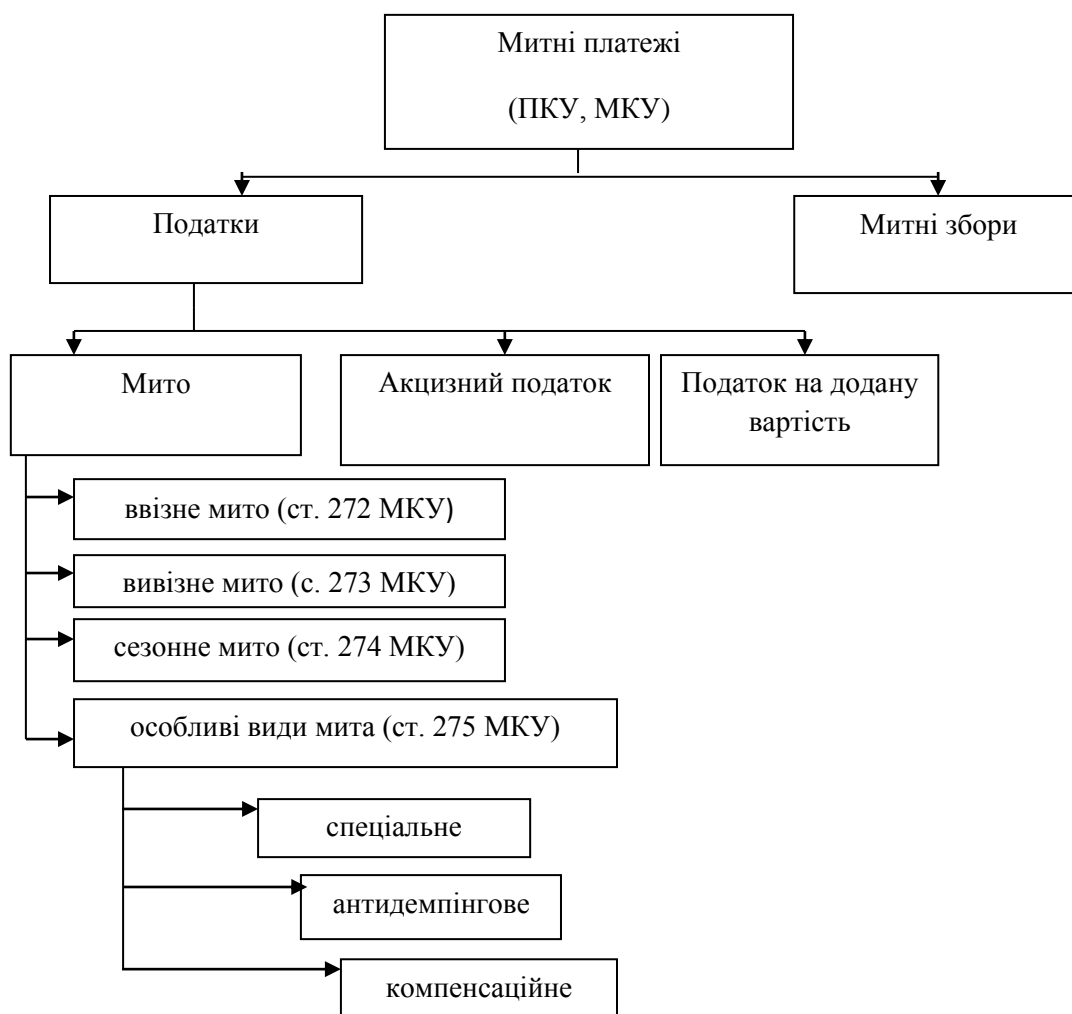 Митні платежі
(ПКУ, МКУ)
Податки
Митні збори
Мито
Акцизний податок
Податок на додану
вартість
ввізне мито (ст. 272 МКУ)
вивізне мито (с. 273 МКУ)
сезонне мито (ст. 274 МКУ)
особливі види мита (ст. 275 МКУ)
спеціальне
антидемпінгове
компенсаційне